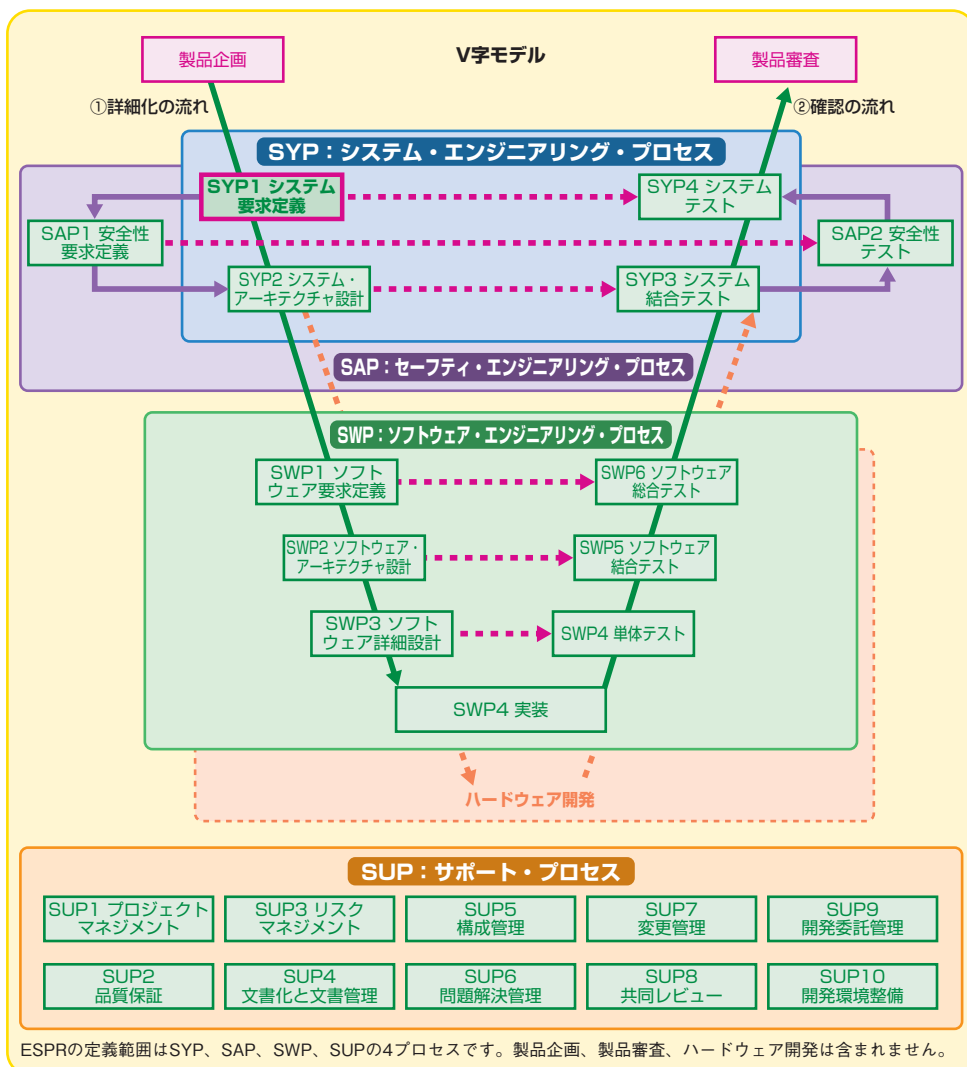 V字モデル
製品企画
製品審査
①詳細化の流れ
②確認の流れ
SYP：システム・エンジニアリング・プロセス
SYP1 システム
要求定義
SYP4 システム
テスト
SAP1 安全性
要求定義
SAP2 安全性
テスト
SYP2 システム・
アーキテクチャ設計
SYP3 システム
結合テスト
SAP：セーフティ・エンジニアリング・プロセス
SWP：ソフトウェア・エンジニアリング・プロセス
SWP1 ソフト
ウェア要求定義
SWP6 ソフトウェア
総合テスト
SWP2 ソフトウェア・
アーキテクチャ設計
SWP5 ソフトウェア
結合テスト
SWP3 ソフト
ウェア詳細設計
SWP4 単体テスト
SWP4 実装
ハードウェア開発
SUP：サポート・プロセス
SUP1 プロジェクト
マネジメント
SUP3 リスク
マネジメント
SUP5
構成管理
SUP7
変更管理
SUP9
開発委託管理
SUP2
品質保証
SUP4
文書化と文書管理
SUP6
問題解決管理
SUP8
共同レビュー
SUP10
開発環境整備
ESPRの定義範囲はSYP、SAP、SWP、SUPの4プロセスです。製品企画、製品審査、ハードウェア開発は含まれません。